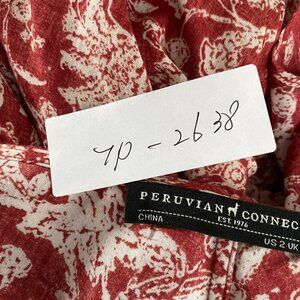 7p - 2638
PERUVIAN CONNEC
EST. 1976
CHINA
US 2 UK